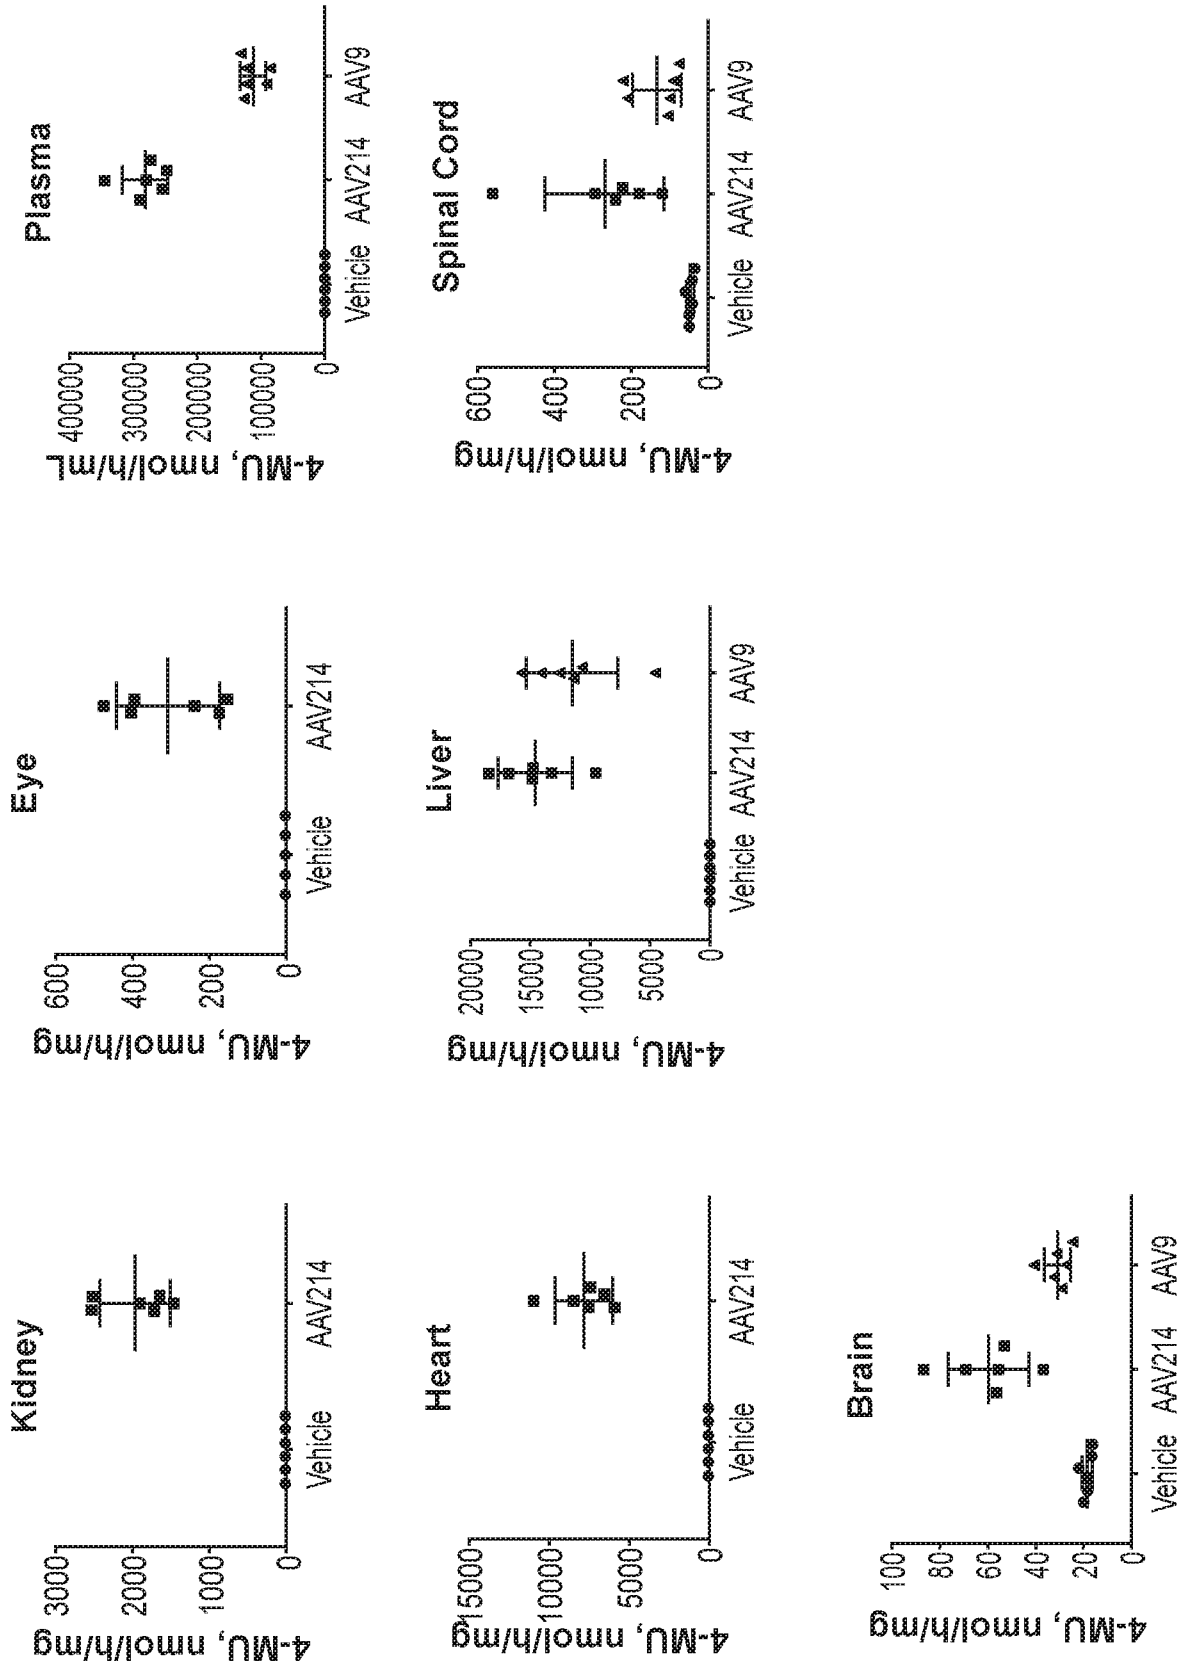 Kidney
4-MU, nmol/h/mg
3000
2000
1000
0
Vehicle AAV214
Eye
4-MU, nmol/h/mg
600
400
200
0
Vehicle AAV214
Plasma
4-MU, nmol/h/mL
400000
300000
200000
100000
0
Vehicle AAV214 AAV9
Heart
4-MU, nmol/h/mg
15000
10000
5000
0
Vehicle AAV214
Liver
4-MU, nmol/h/mg
20000
15000
10000
5000
0
Vehicle AAV214 AAV9
Spinal Cord
4-MU, nmol/h/mg
600
400
200
0
Vehicle AAV214 AAV9
Brain
4-MU, nmol/h/mg
100
80
60
40
20
0
Vehicle AAV214 AAV9